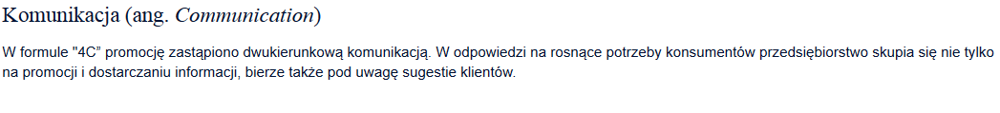 Komunikacja (ang. Communication)
W formule "4C” promocję zastąpiono dwukierunkową komunikacją. W odpowiedzi na rosnące potrzeby konsumentów przedsiębiorstwo skupia się nie tylko
na promocji i dostarczaniu informacji, bierze także pod uwagę sugestie klientów.